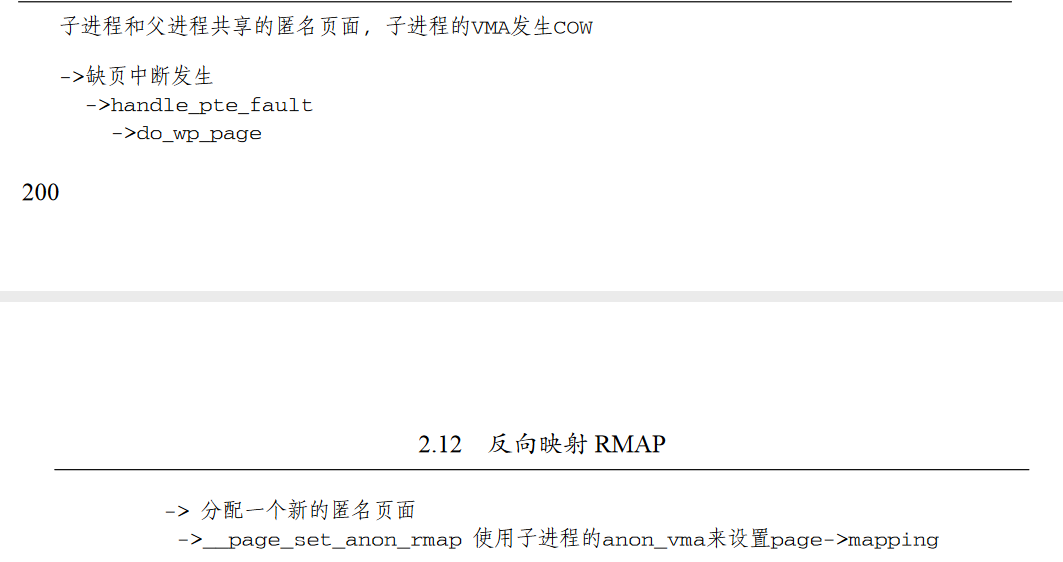 子进程和父进程共享的匿名页面，子进程的VMA发生COW
->缺页中断发生
->handle_pte_fault
->do_wp_page
200
2.12 反向映射 RMAP
-> 分配一个新的匿名页面
->__page_set_anon_rmap 使用子进程的anon_vma来设置page->mapping